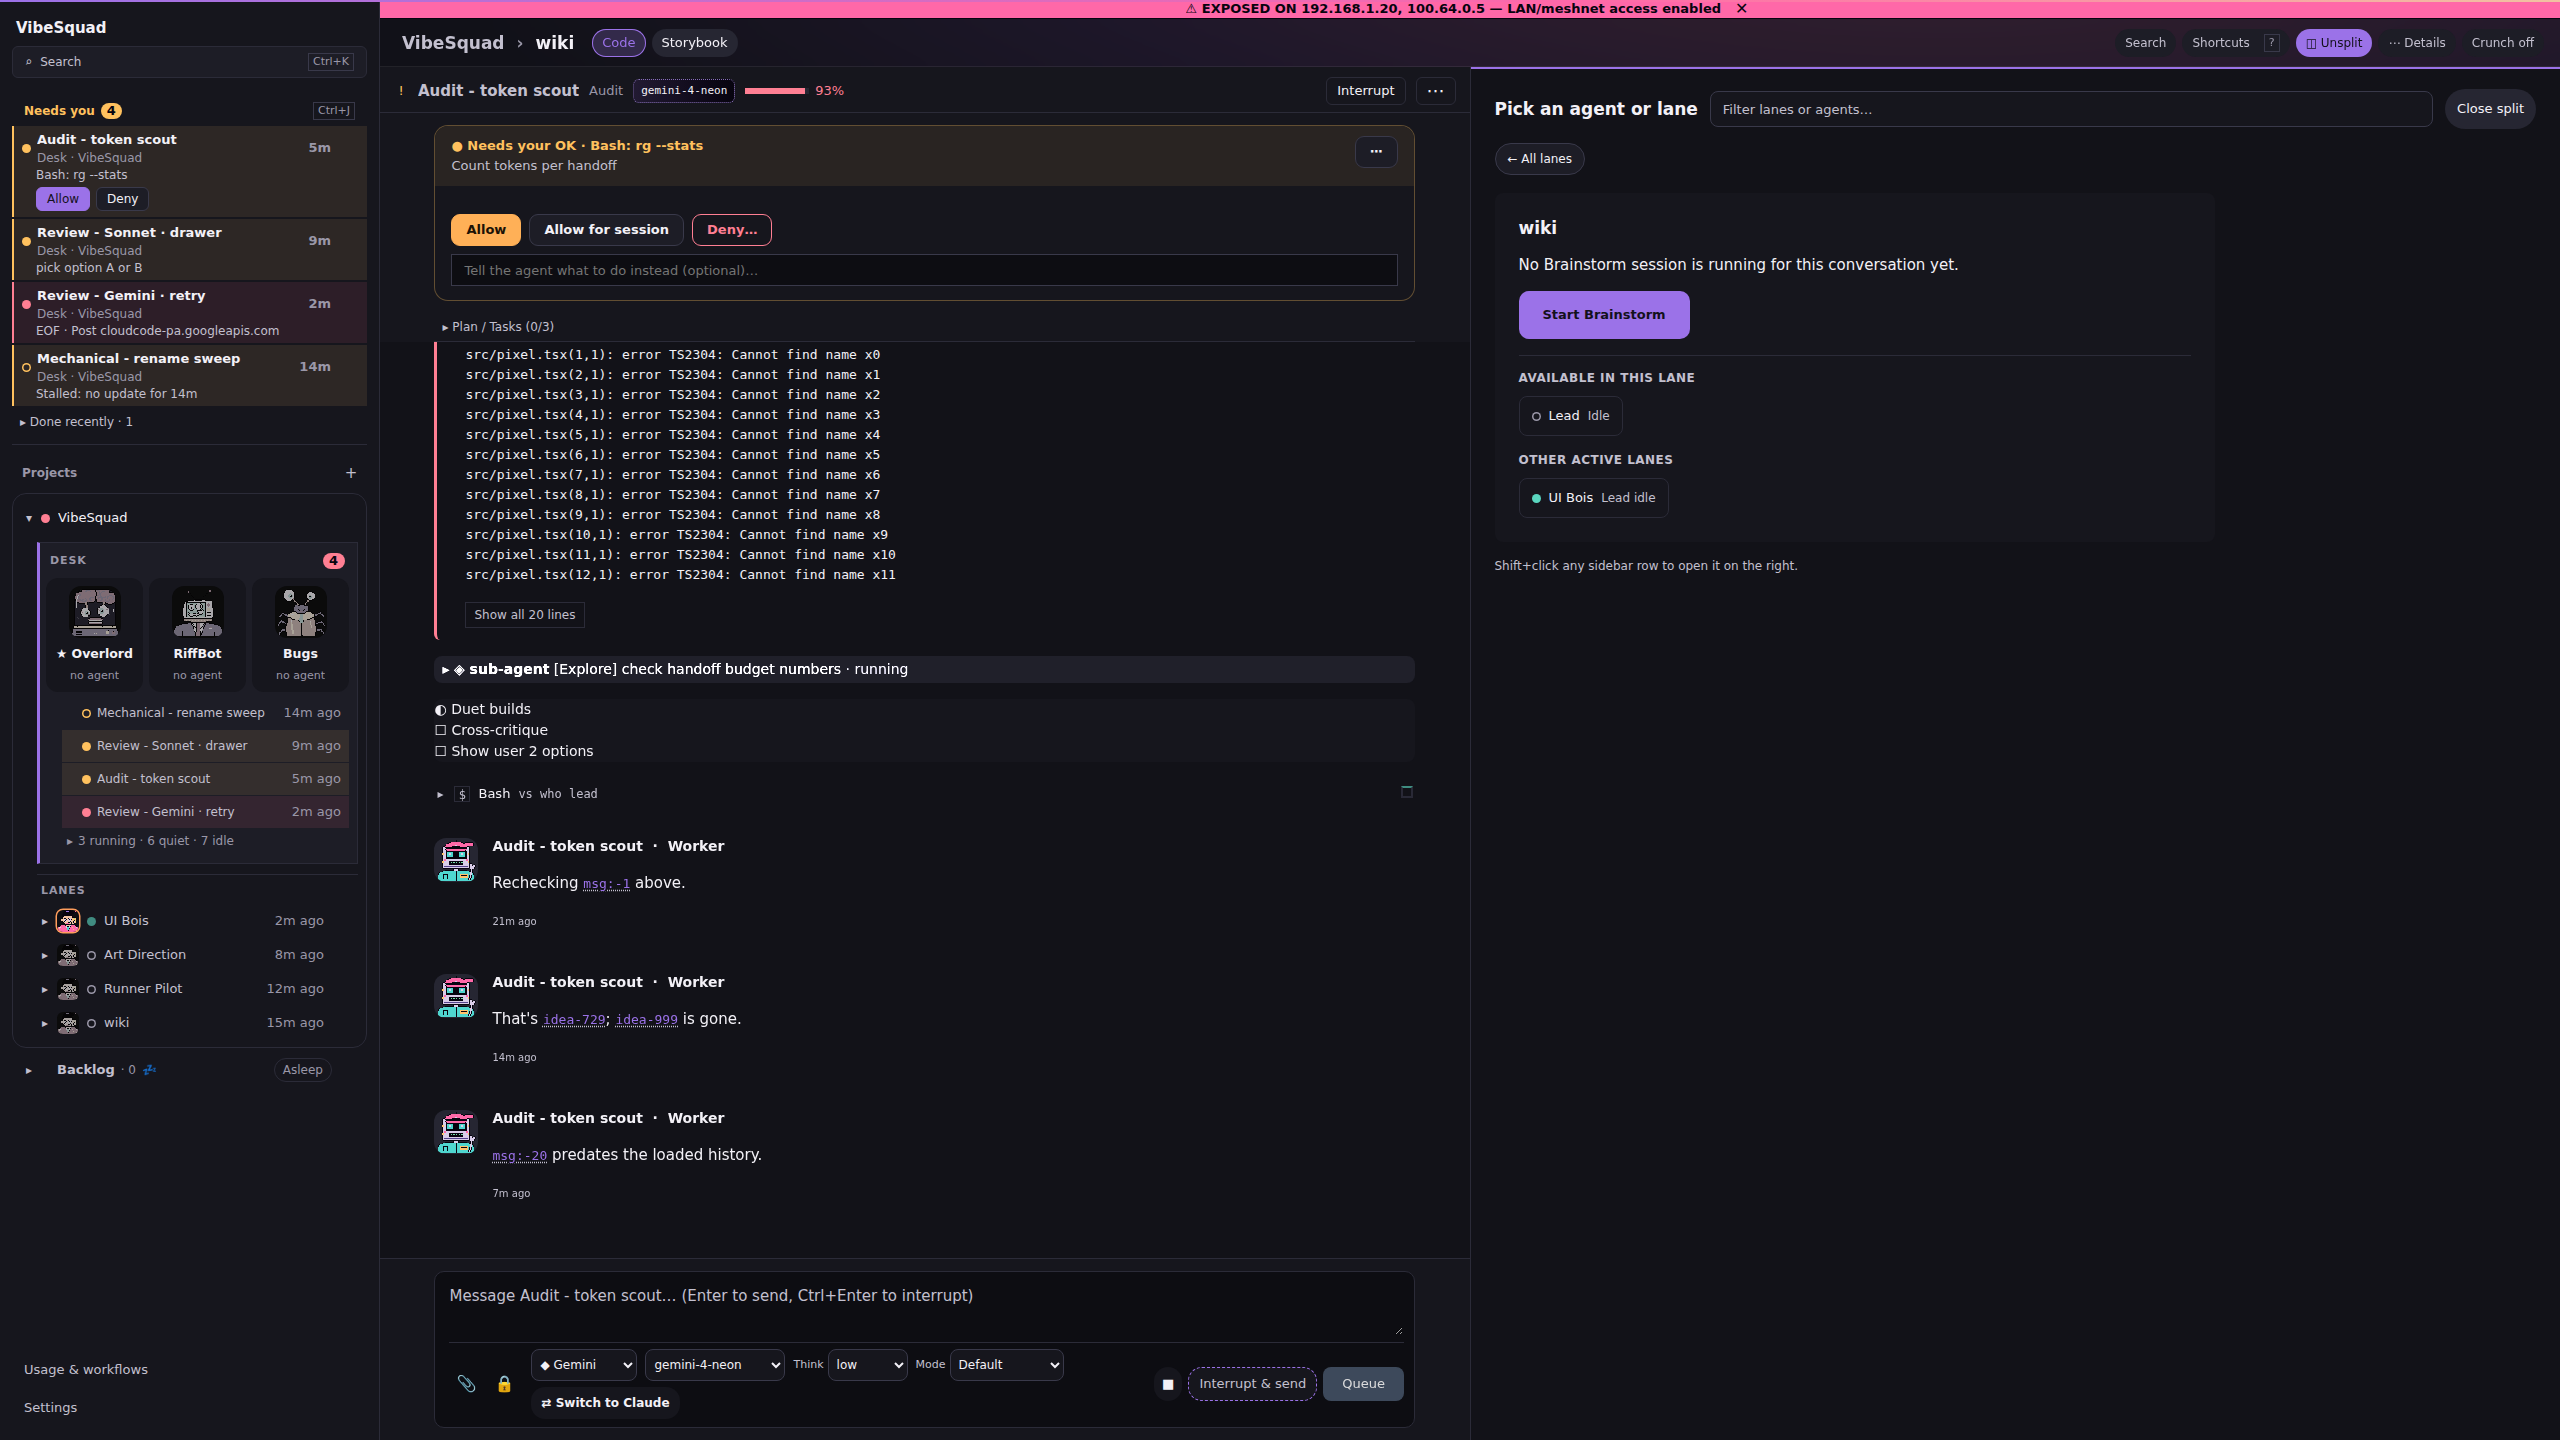 ⚠ EXPOSED ON 192.168.1.20, 100.64.0.5 — LAN/meshnet access enabled ✕
VibeSquad
⌕ Search Ctrl+K
Needs you 4 Ctrl+J
Audit - token scout 5m
Desk · VibeSquad
Bash: rg --stats
Allow Deny
Review - Sonnet · drawer 9m
Desk · VibeSquad
pick option A or B
Review - Gemini · retry 2m
Desk · VibeSquad
EOF · Post cloudcode-pa.googleapis.com
Mechanical - rename sweep 14m
Desk · VibeSquad
Stalled: no update for 14m
▸ Done recently · 1
Projects +
▾ VibeSquad
DESK 4
★ Overlord RiffBot Bugs
no agent no agent no agent
Mechanical - rename sweep 14m ago
Review - Sonnet · drawer 9m ago
Audit - token scout 5m ago
Review - Gemini · retry 2m ago
▸ 3 running · 6 quiet · 7 idle
LANES
▸ UI Bois 2m ago
▸ Art Direction 8m ago
▸ Runner Pilot 12m ago
▸ wiki 15m ago
▸ Backlog · 0 💤 Asleep
Usage & workflows
Settings
VibeSquad › wiki Code Storybook
Search Shortcuts ? ◫ Unsplit ⋯ Details Crunch off
! Audit - token scout Audit gemini-4-neon 93% Interrupt ⋯
● Needs your OK · Bash: rg --stats
Count tokens per handoff
⋯
Allow Allow for session Deny…
Tell the agent what to do instead (optional)…
▸ Plan / Tasks (0/3)
src/pixel.tsx(1,1): error TS2304: Cannot find name x0
src/pixel.tsx(2,1): error TS2304: Cannot find name x1
src/pixel.tsx(3,1): error TS2304: Cannot find name x2
src/pixel.tsx(4,1): error TS2304: Cannot find name x3
src/pixel.tsx(5,1): error TS2304: Cannot find name x4
src/pixel.tsx(6,1): error TS2304: Cannot find name x5
src/pixel.tsx(7,1): error TS2304: Cannot find name x6
src/pixel.tsx(8,1): error TS2304: Cannot find name x7
src/pixel.tsx(9,1): error TS2304: Cannot find name x8
src/pixel.tsx(10,1): error TS2304: Cannot find name x9
src/pixel.tsx(11,1): error TS2304: Cannot find name x10
src/pixel.tsx(12,1): error TS2304: Cannot find name x11
Show all 20 lines
▸ ◈ sub-agent [Explore] check handoff budget numbers · running
◐ Duet builds
☐ Cross-critique
☐ Show user 2 options
▸ $ Bash vs who lead
Audit - token scout · Worker
Rechecking msg:-1 above.
21m ago
Audit - token scout · Worker
That's idea-729; idea-999 is gone.
14m ago
Audit - token scout · Worker
msg:-20 predates the loaded history.
7m ago
Message Audit - token scout… (Enter to send, Ctrl+Enter to interrupt)
📎 🔒 ◆ Gemini gemini-4-neon Think low Mode Default
⇄ Switch to Claude
■ Interrupt & send Queue
Pick an agent or lane Filter lanes or agents… Close split
← All lanes
wiki
No Brainstorm session is running for this conversation yet.
Start Brainstorm
AVAILABLE IN THIS LANE
Lead Idle
OTHER ACTIVE LANES
UI Bois Lead idle
Shift+click any sidebar row to open it on the right.